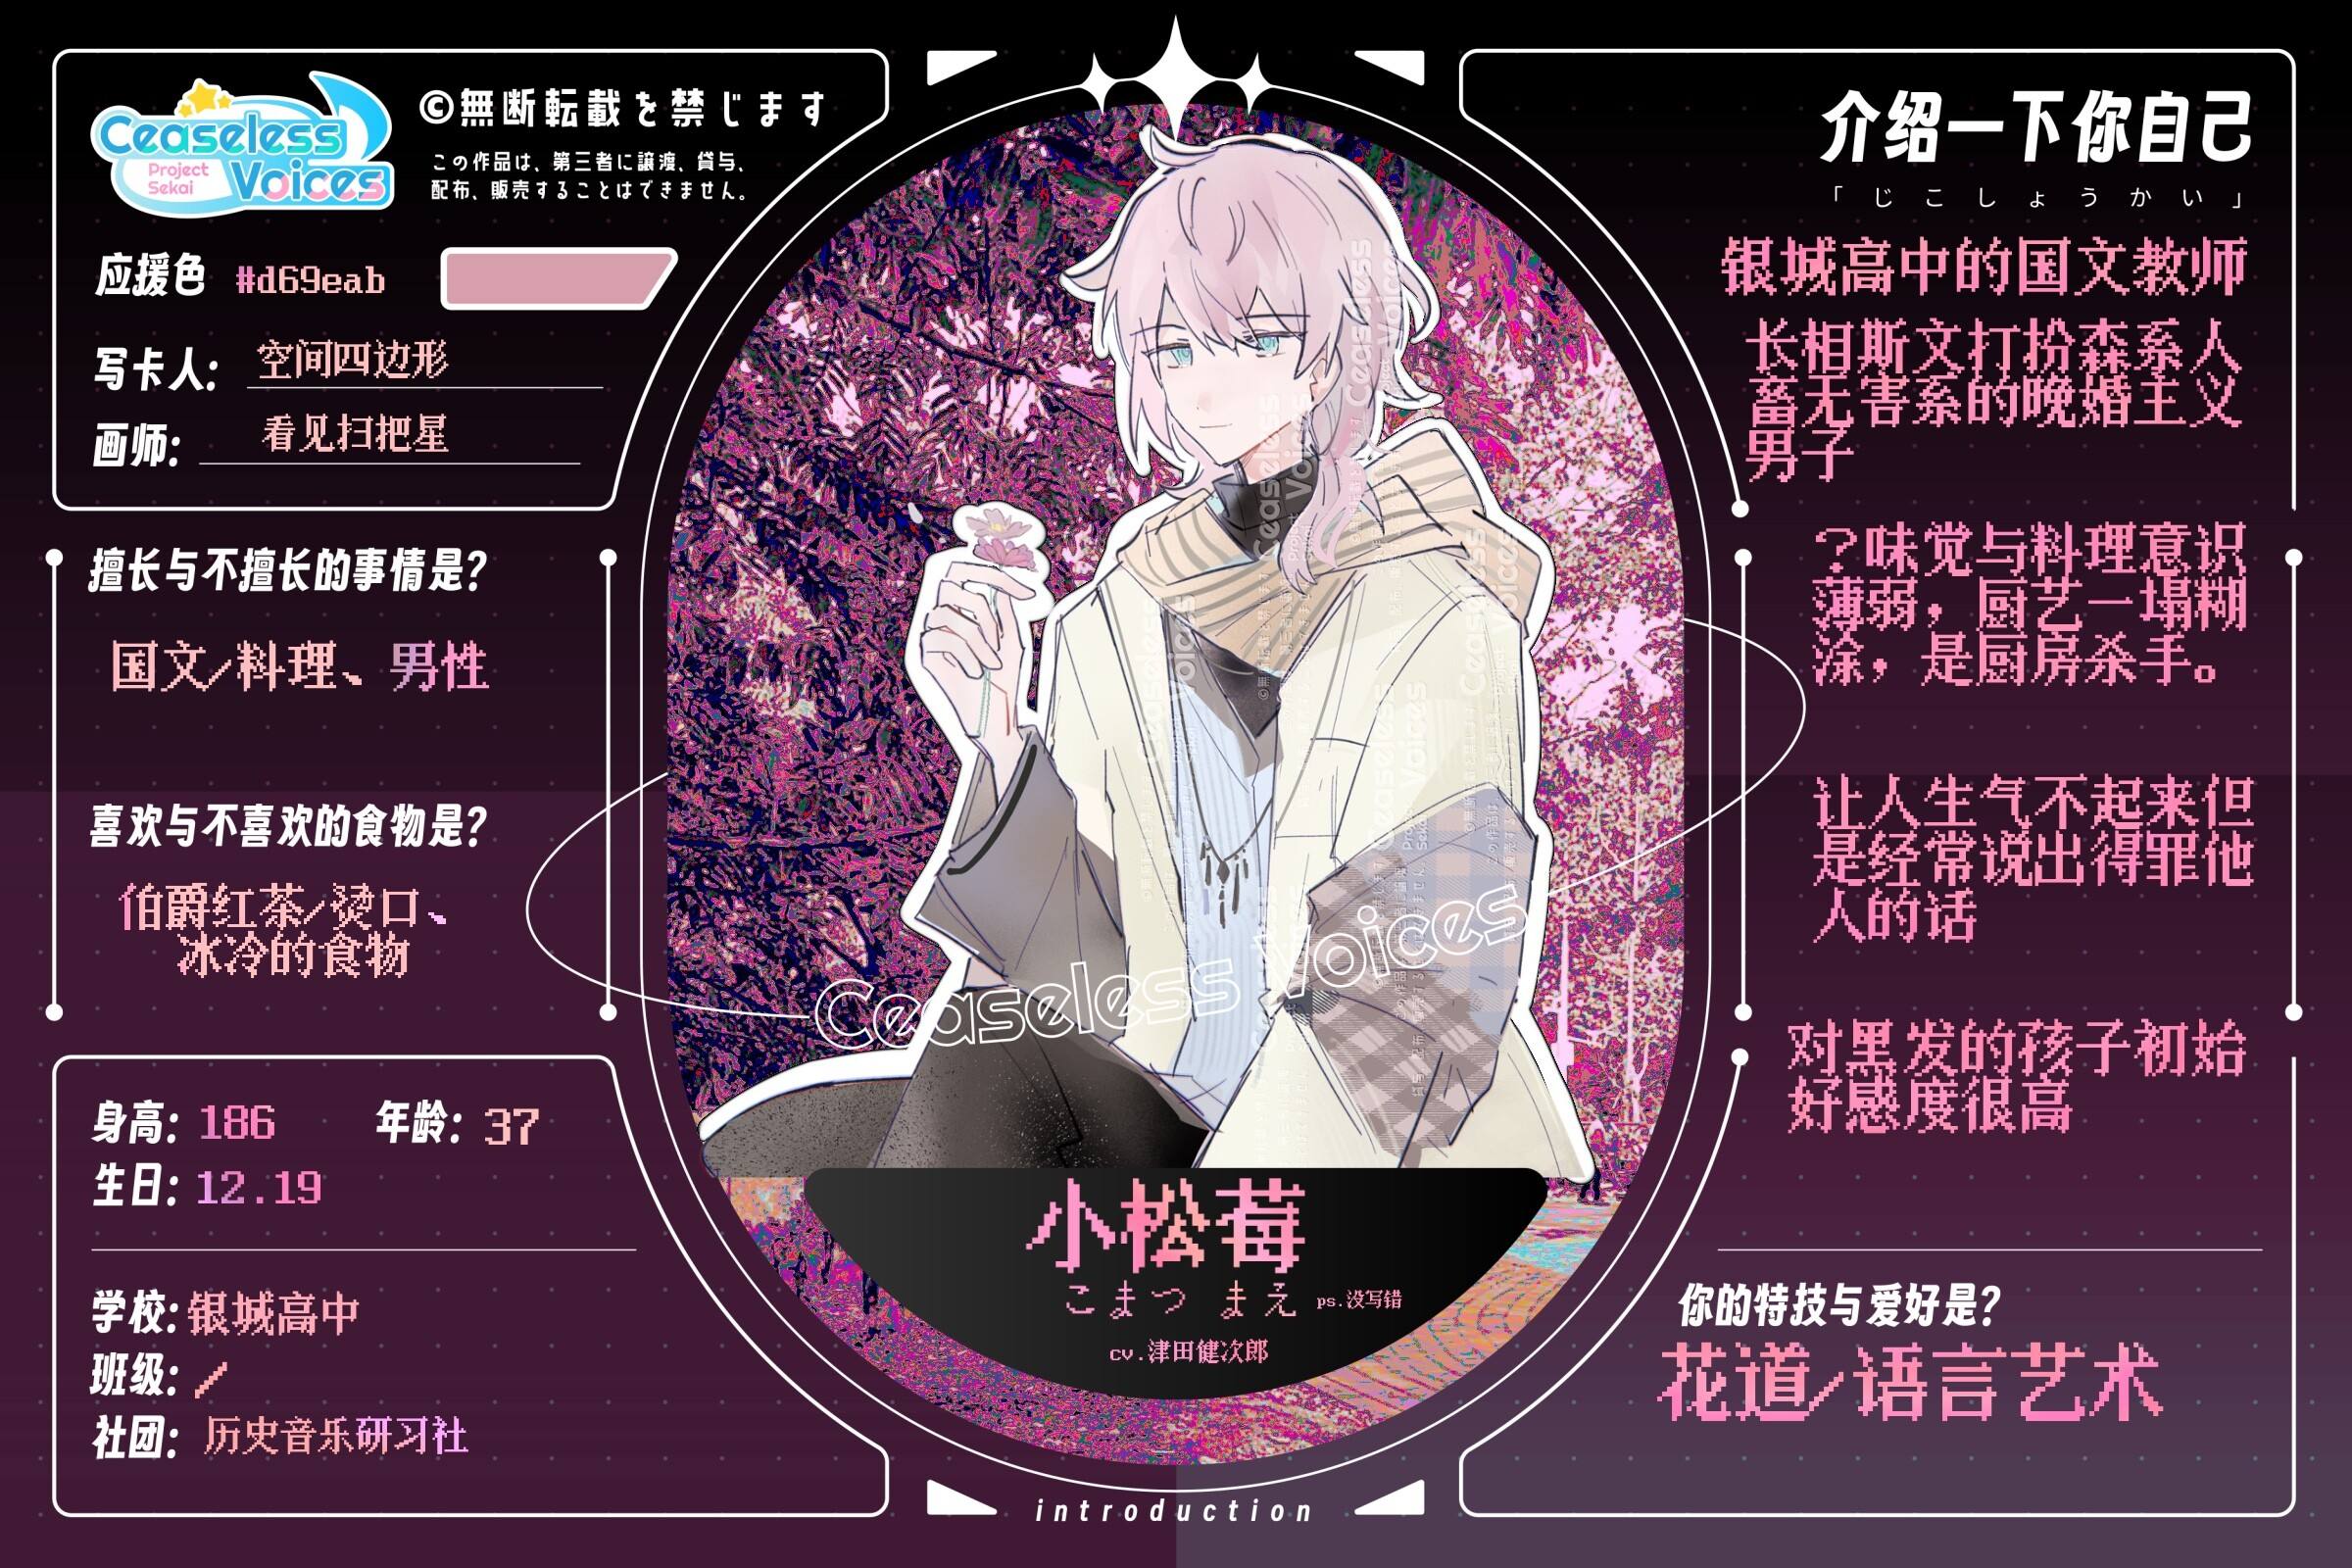 Ceaseless
Project
Sekai
Voices
©無断転載を禁じます
この作品は、第三者に譲渡、貸与、
配布、販売することはできません。
应援色 #d69eab
写卡人: 空间四边形
画师: 看见扫把星
擅长与不擅长的事情是?
国文/料理、男性
喜欢与不喜欢的食物是?
伯爵红茶/烫口、
冰冷的食物
身高: 186 年龄: 37
生日: 12.19
学校: 银城高中
班级: /
社团: 历史音乐研习社
Ceaseless Voices
小松莓
こまつ まえ ps.没写错
cv.津田健次郎
introduction
介绍一下你自己
「じこしょうかい」
银城高中的国文教师
长相斯文打扮森系人
畜无害系的晚婚主义
男子
？味觉与料理意识
薄弱，厨艺一塌糊
涂，是厨房杀手。
让人生气不起来但
是经常说出得罪他
人的话
对黑发的孩子初始
好感度很高
你的特技与爱好是?
花道/语言艺术